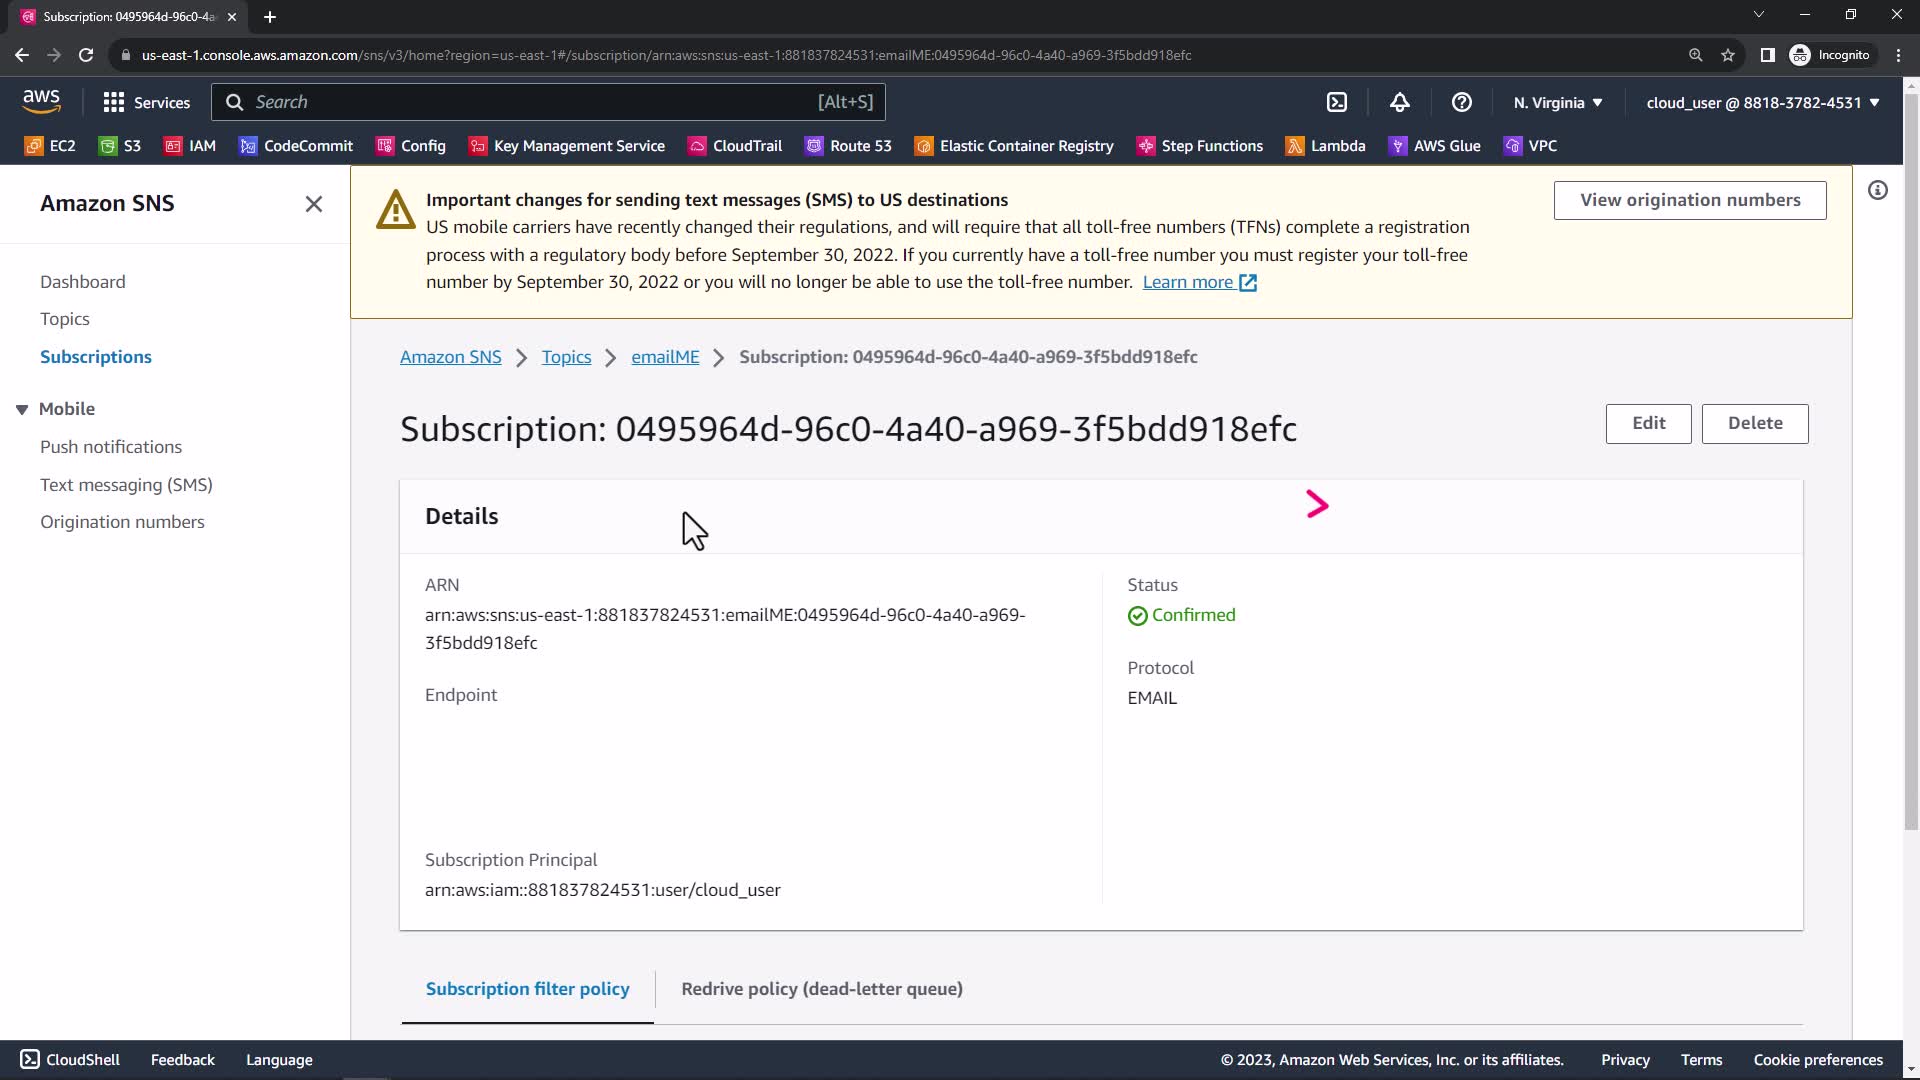 Subscription: 0495964d-96c0-4a
us-east-1.console.aws.amazon.com/sns/v3/home?region=us-east-1#/subscription/arn:aws:sns:us-east-1:881837824531:emailME:0495964d-96c0-4a40-a969-3f5bdd918efc
Incognito
aws
Services
Search
[Alt+S]
N. Virginia
cloud_user @ 8818-3782-4531
EC2
S3
IAM
CodeCommit
Config
Key Management Service
CloudTrail
Route 53
Elastic Container Registry
Step Functions
Lambda
AWS Glue
VPC
Amazon SNS
Dashboard
Topics
Subscriptions
Mobile
Push notifications
Text messaging (SMS)
Origination numbers
Important changes for sending text messages (SMS) to US destinations
US mobile carriers have recently changed their regulations, and will require that all toll-free numbers (TFNs) complete a registration
process with a regulatory body before September 30, 2022. If you currently have a toll-free number you must register your toll-free
number by September 30, 2022 or you will no longer be able to use the toll-free number. Learn more
View origination numbers
Amazon SNS
Topics
emailME
Subscription: 0495964d-96c0-4a40-a969-3f5bdd918efc
Subscription: 0495964d-96c0-4a40-a969-3f5bdd918efc
Edit
Delete
Details
ARN
arn:aws:sns:us-east-1:881837824531:emailME:0495964d-96c0-4a40-a969-
3f5bdd918efc
Endpoint
Subscription Principal
arn:aws:iam::881837824531:user/cloud_user
Status
Confirmed
Protocol
EMAIL
Subscription filter policy
Redrive policy (dead-letter queue)
CloudShell
Feedback
Language
© 2023, Amazon Web Services, Inc. or its affiliates.
Privacy
Terms
Cookie preferences